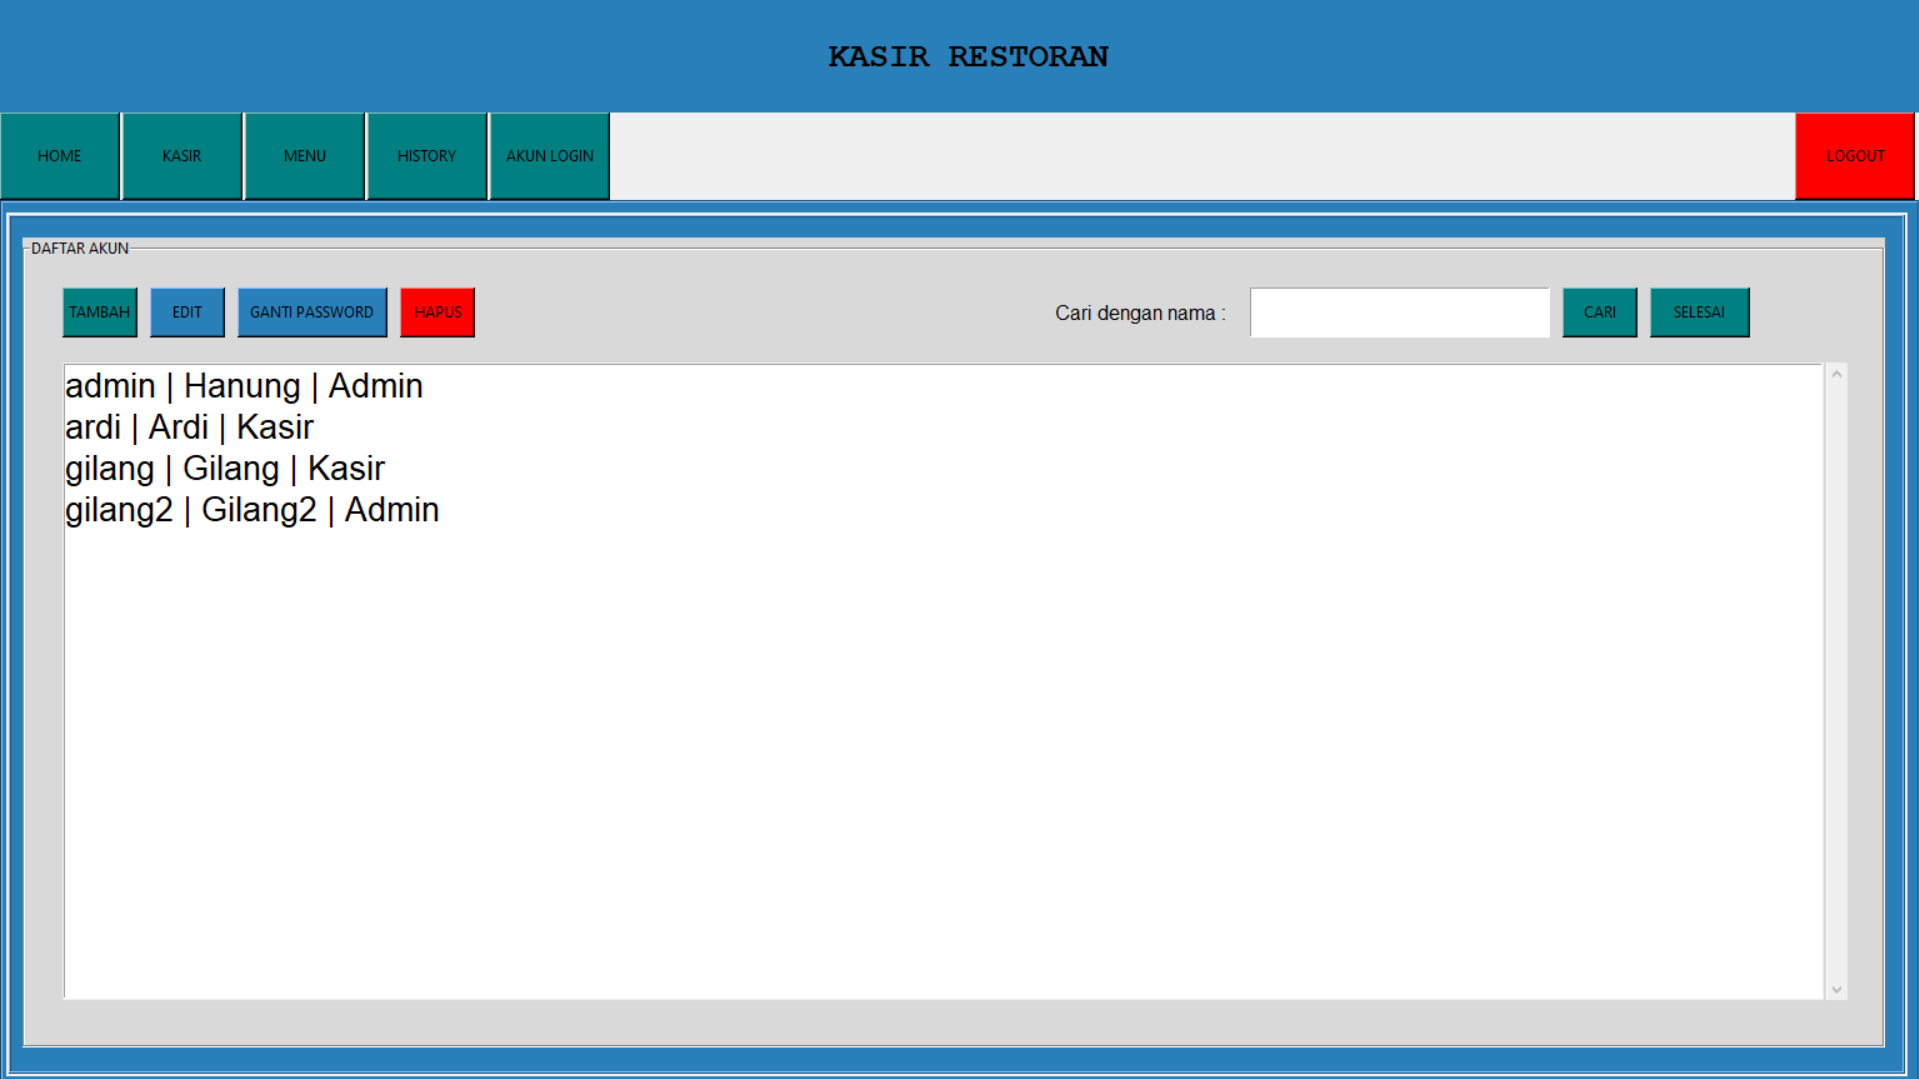 KASIR RESTORAN
HOME KASIR MENU HISTORY AKUN LOGIN LOGOUT
DAFTAR AKUN
TAMBAH EDIT GANTI PASSWORD HAPUS Cari dengan nama : CARI SELESAI
admin | Hanung | Admin
ardi | Ardi | Kasir
gilang | Gilang | Kasir
gilang2 | Gilang2 | Admin